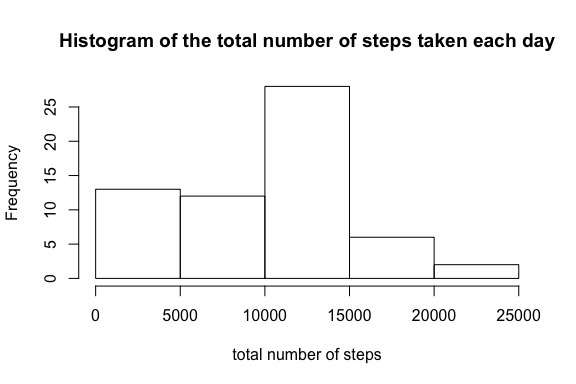 Histogram of the total number of steps taken each day
Frequency
25
20
15
10
5
0
0 5000 10000 15000 20000 25000
total number of steps